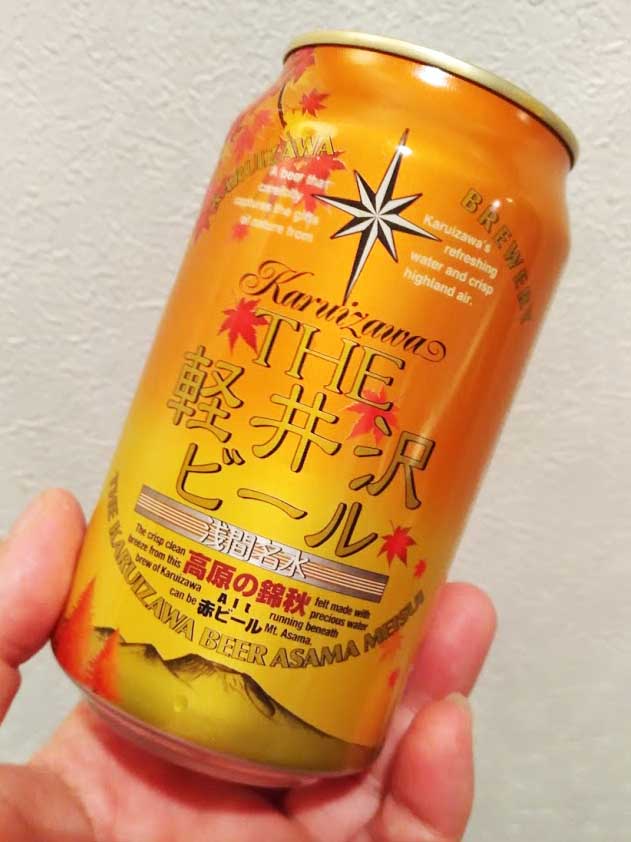 KARUIZAWA
BREWERY
A beer that
carefully
captures the gifts
of nature from
Karuizawa's
refreshing
water and crisp
highland air.
Karuizawa
THE
軽井沢
ビール
浅間名水
The crisp clean
breeze from this
brew of Karuizawa
can be
高原の錦秋
Alt
赤ビール
felt made with
precious water
running beneath
Mt. Asama.
THE KARUIZAWA BEER ASAMA MEISUI